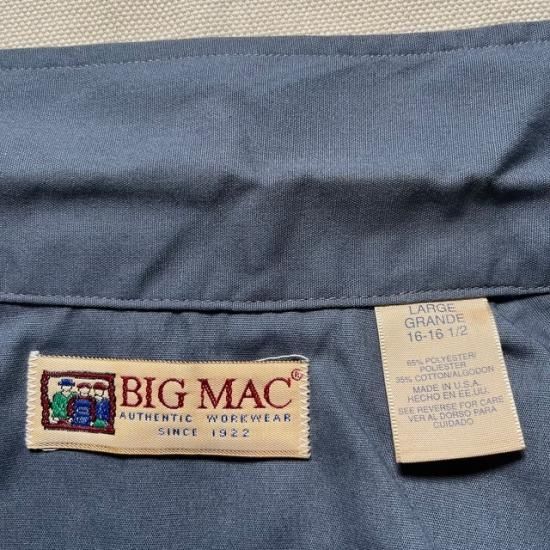 BIG MAC®
AUTHENTIC WORKWEAR
SINCE 1922
LARGE
GRANDE
16-16 1/2
65% POLYESTER/
POLIESTER
35% COTTON/ALGODON
MADE IN U.S.A.
HECHO EN EE.UU.
SEE REVERSE FOR CARE
VER AL DORSO PARA
CUIDADO